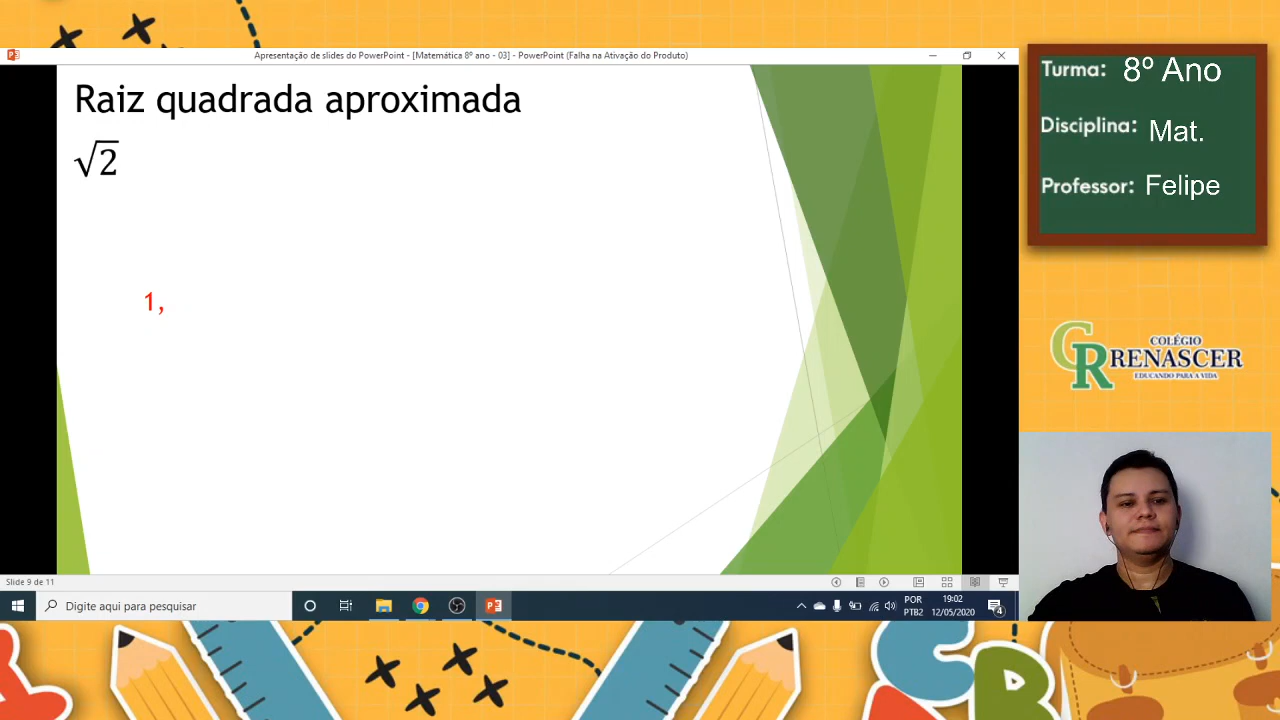 Apresentação de slides do PowerPoint - [Matemática 8º ano - 03] - PowerPoint (Falha na Ativação do Produto)
Raiz quadrada aproximada
√2
1,
Slide 9 de 11
Digite aqui para pesquisar
POR
PTB2
19:02
12/05/2020
4
Turma: 8º Ano
Disciplina: Mat.
Professor: Felipe
CR
COLÉGIO
RENASCER
EDUCANDO PARA A VIDA